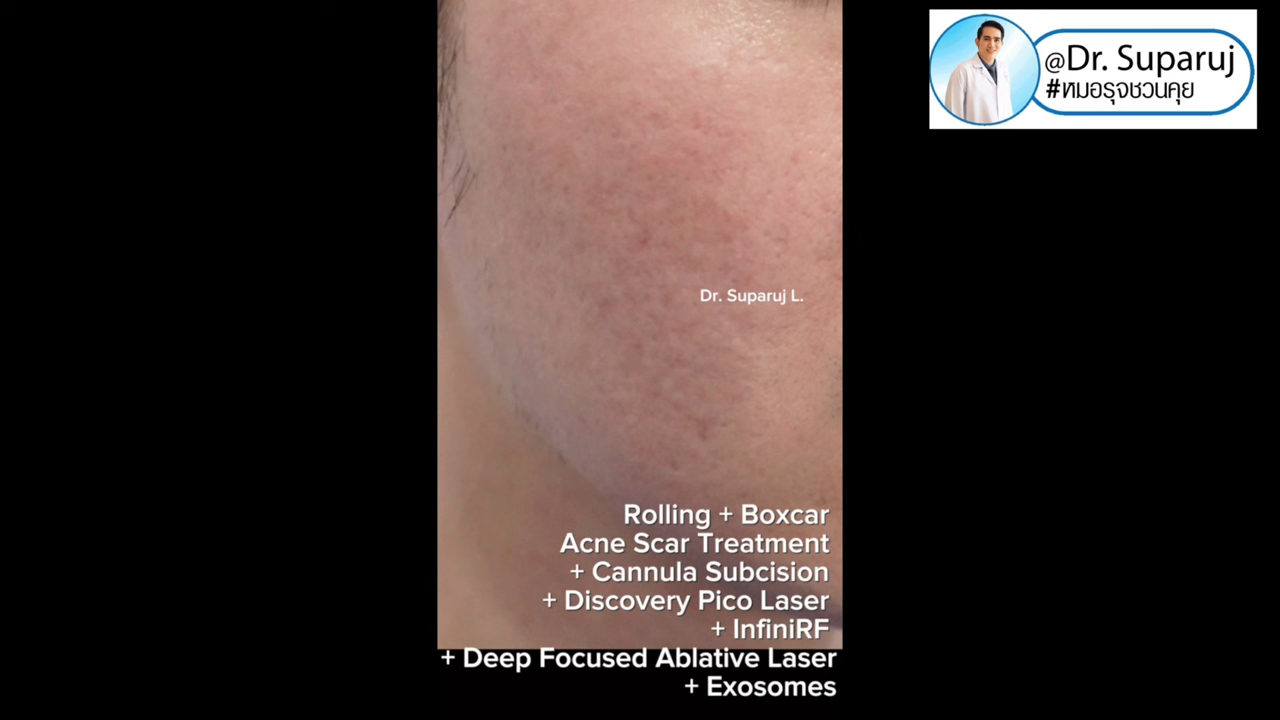 @Dr. Suparuj
#หมอรุจชวนคุย
Dr. Suparuj L.
Rolling + Boxcar
Acne Scar Treatment
+ Cannula Subcision
+ Discovery Pico Laser
+ InfiniRF
+ Deep Focused Ablative Laser
+ Exosomes